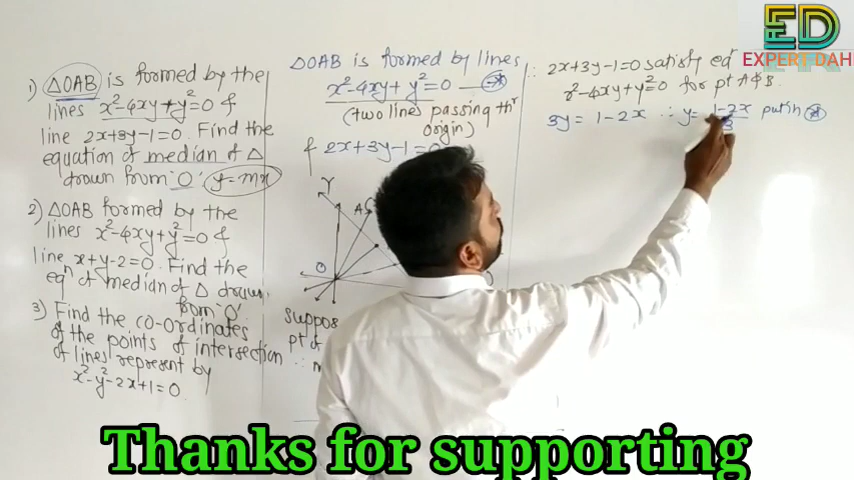 1) △OAB is formed by the
lines x²-4xy+y²=0 &
line 2x+3y-1=0. Find the
equation of median of △
drawn from 'O' y=mx
2) △OAB formed by the
lines x²-4xy+y²=0 &
line x+y-2=0. Find the
eqⁿ of median of △ drawn
from 'O'
3) Find the co-ordinates
of the points of intersection
of lines represent by
x²-y²-2x+1=0
△OAB is formed by lines
x²-4xy+y²=0
(two lines passing thʳ
origin)
& 2x+3y-1=0
Y
A
O
suppos
pt of
∴
∴ 2x+3y-1=0 satisfy eqⁿ
x²-4xy+y²=0 for pt A & B
3y = 1-2x ∴ y= 1-2x/3 put in
ED
EXPERT DAH
Thanks for supporting